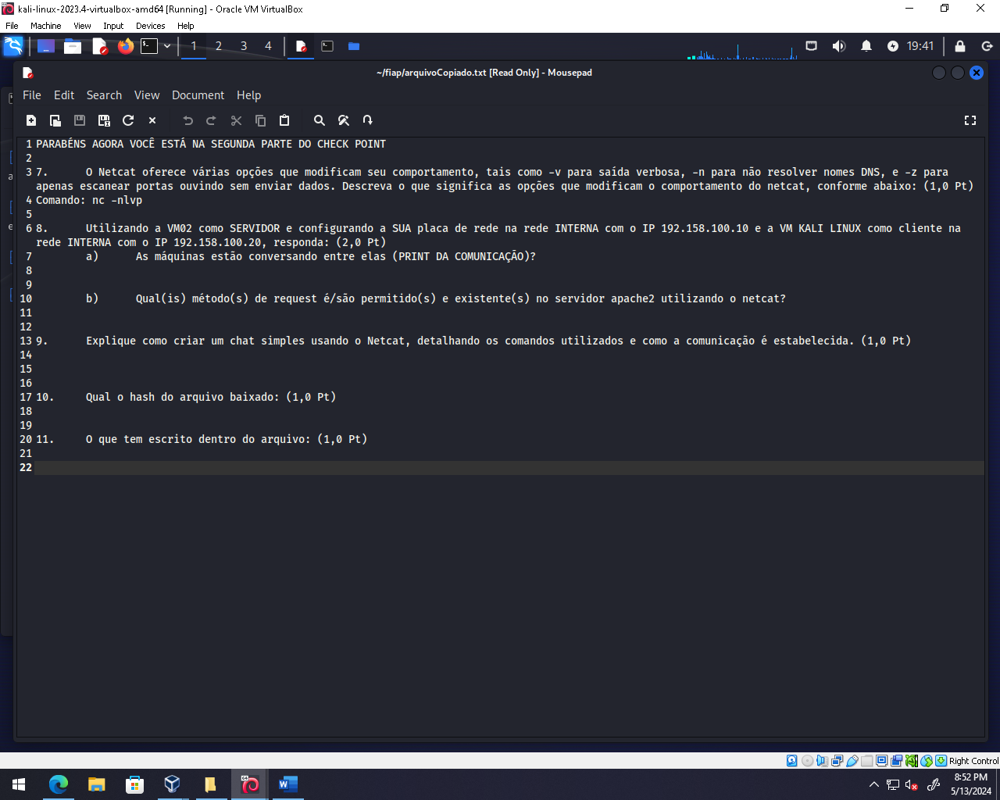 kali-linux-2023.4-virtualbox-amd64 [Running] - Oracle VM VirtualBox
File Machine View Input Devices Help
1 2 3 4 19:41
~/fiap/arquivoCopiado.txt [Read Only] - Mousepad
File Edit Search View Document Help
1 PARABÉNS AGORA VOCÊ ESTÁ NA SEGUNDA PARTE DO CHECK POINT
2
3 7. O Netcat oferece várias opções que modificam seu comportamento, tais como -v para saída verbosa, -n para não resolver nomes DNS, e -z para
apenas escanear portas ouvindo sem enviar dados. Descreva o que significa as opções que modificam o comportamento do netcat, conforme abaixo: (1,0 Pt)
4 Comando: nc -nlvp
5
6 8. Utilizando a VM02 como SERVIDOR e configurando a SUA placa de rede na rede INTERNA com o IP 192.158.100.10 e a VM KALI LINUX como cliente na
rede INTERNA com o IP 192.158.100.20, responda: (2,0 Pt)
7 a) As máquinas estão conversando entre elas (PRINT DA COMUNICAÇÃO)?
8
9
10 b) Qual(is) método(s) de request é/são permitido(s) e existente(s) no servidor apache2 utilizando o netcat?
11
12
13 9. Explique como criar um chat simples usando o Netcat, detalhando os comandos utilizados e como a comunicação é estabelecida. (1,0 Pt)
14
15
16
17 10. Qual o hash do arquivo baixado: (1,0 Pt)
18
19
20 11. O que tem escrito dentro do arquivo: (1,0 Pt)
21
22
Right Control
8:52 PM
5/13/2024